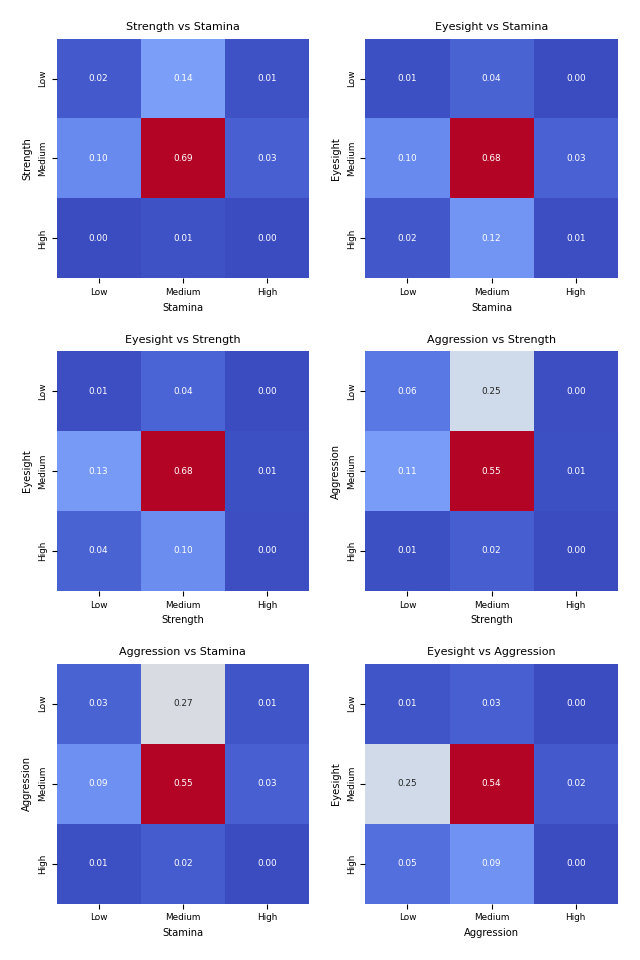 Strength vs Stamina
Low 0.02 0.14 0.01
Strength
Medium 0.10 0.69 0.03
High 0.00 0.01 0.00
Low Medium High
Stamina
Eyesight vs Stamina
Low 0.01 0.04 0.00
Eyesight
Medium 0.10 0.68 0.03
High 0.02 0.12 0.01
Low Medium High
Stamina
Eyesight vs Strength
Low 0.01 0.04 0.00
Eyesight
Medium 0.13 0.68 0.01
High 0.04 0.10 0.00
Low Medium High
Strength
Aggression vs Strength
Low 0.06 0.25 0.00
Aggression
Medium 0.11 0.55 0.01
High 0.01 0.02 0.00
Low Medium High
Strength
Aggression vs Stamina
Low 0.03 0.27 0.01
Aggression
Medium 0.09 0.55 0.03
High 0.01 0.02 0.00
Low Medium High
Stamina
Eyesight vs Aggression
Low 0.01 0.03 0.00
Eyesight
Medium 0.25 0.54 0.02
High 0.05 0.09 0.00
Low Medium High
Aggression